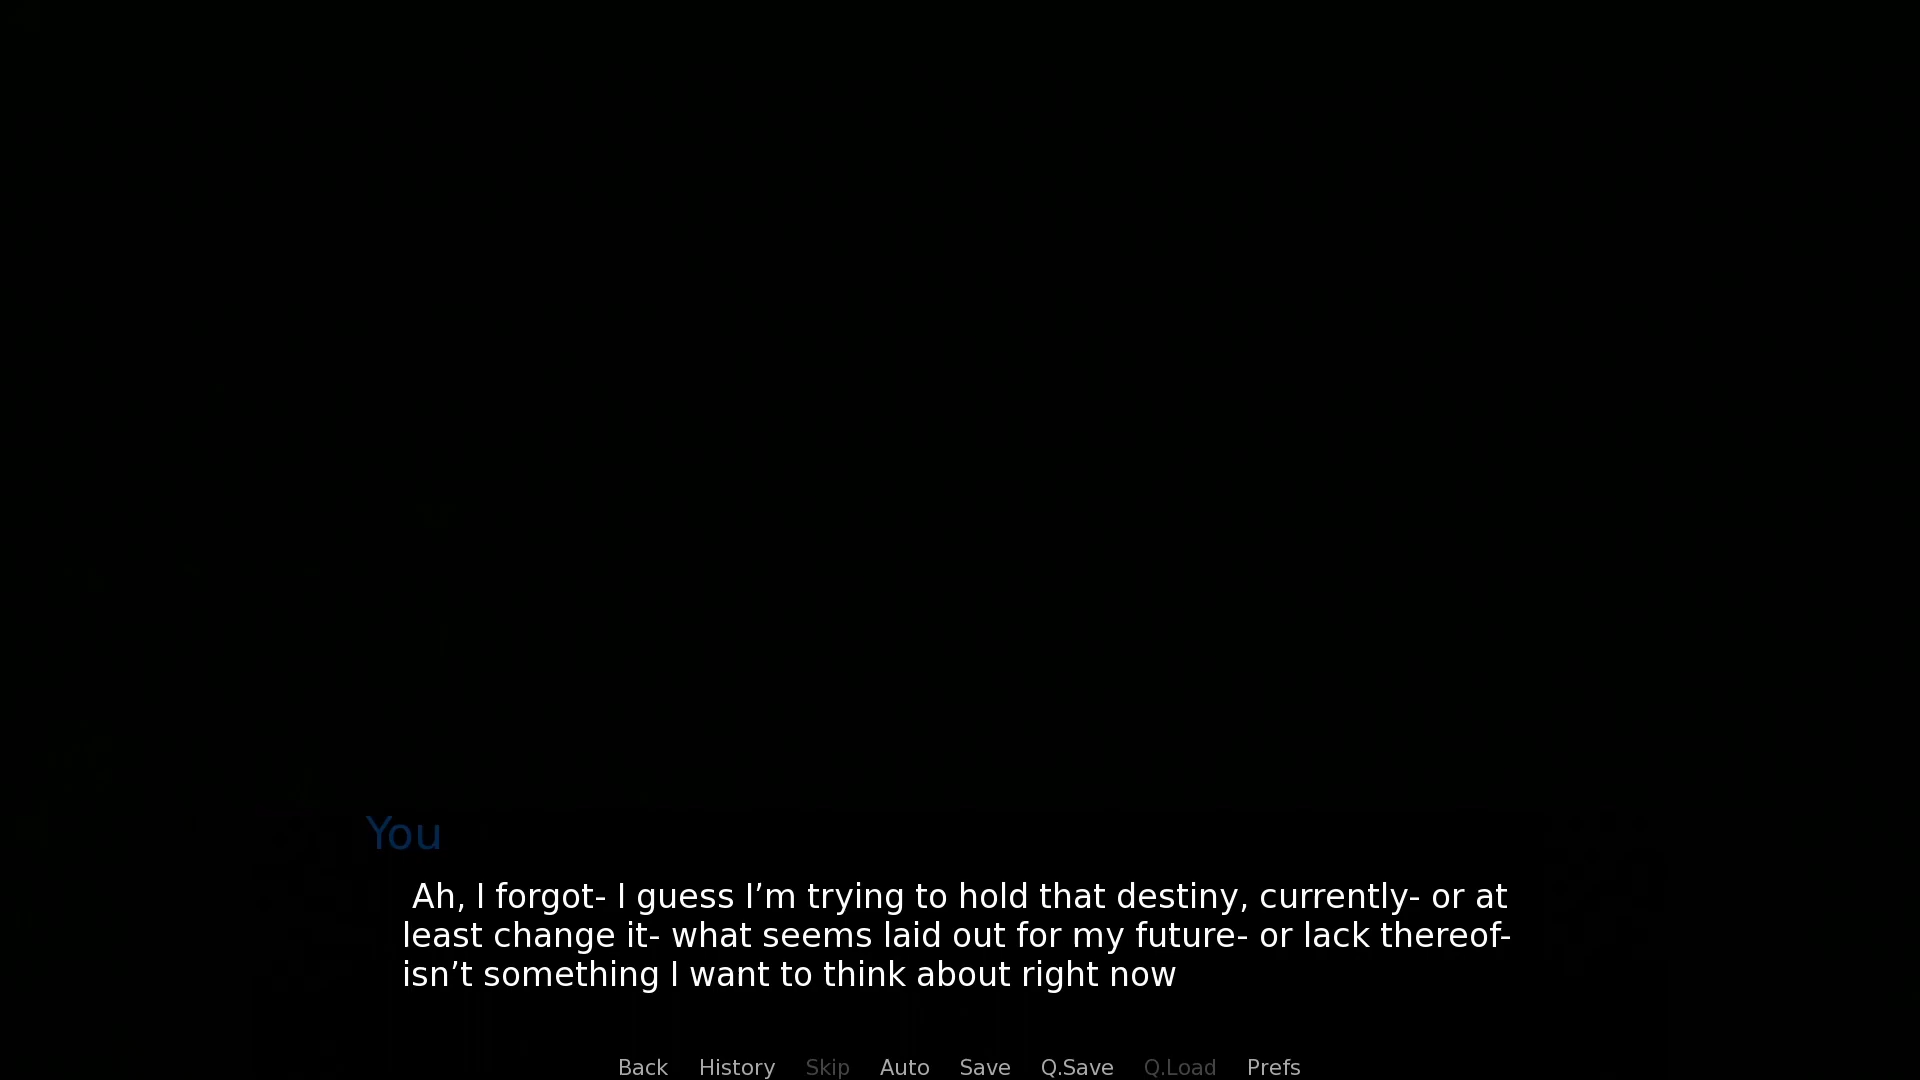 You
Ah, I forgot- I guess I’m trying to hold that destiny, currently- or at
least change it- what seems laid out for my future- or lack thereof-
isn’t something I want to think about right now
Back History Skip Auto Save Q.Save Q.Load Prefs